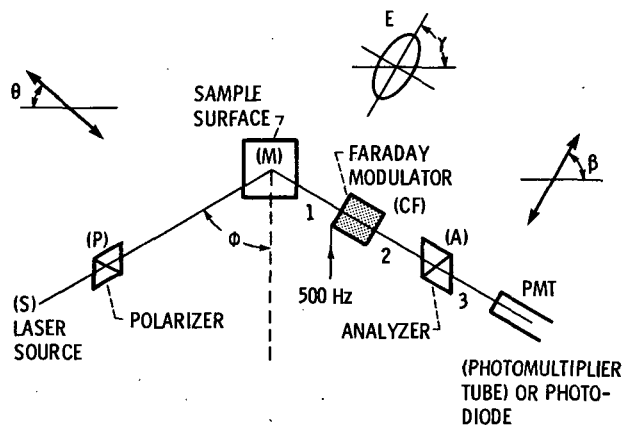 E
γ
θ
SAMPLE
SURFACE
(M)
FARADAY
MODULATOR
β
(CF)
1
(P)
Φ
2
(A)
(S)
LASER
SOURCE
POLARIZER
500 Hz
ANALYZER
3
PMT
(PHOTOMULTIPLIER
TUBE) OR PHOTO-
DIODE